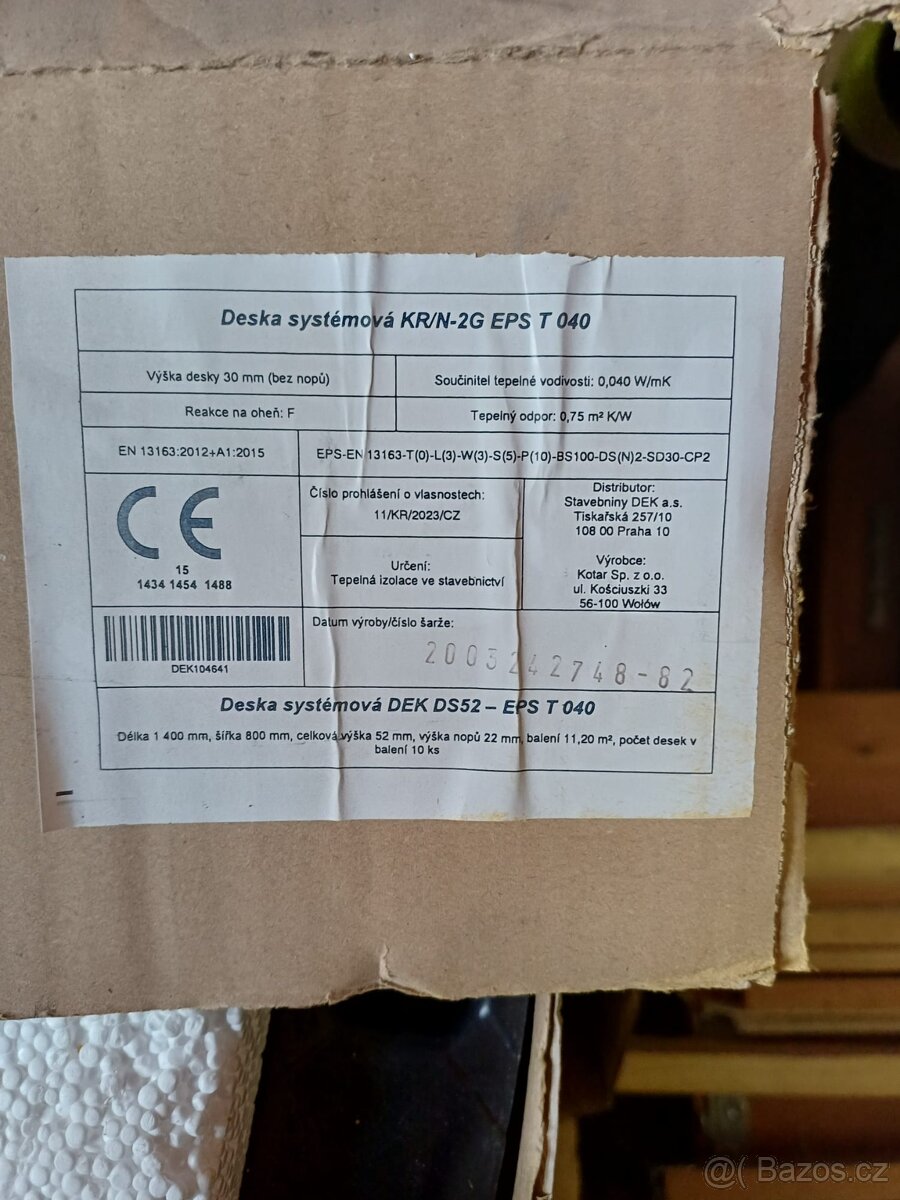 Deska systémová KR/N-2G EPS T 040
Výška desky 30 mm (bez nopů)
Součinitel tepelné vodivosti: 0,040 W/mK
Reakce na oheň: F
Tepelný odpor: 0,75 m² K/W
EN 13163:2012+A1:2015
EPS-EN 13163-T(0)-L(3)-W(3)-S(5)-P(10)-BS100-DS(N)2-SD30-CP2
CE
15
1434 1454 1488
Číslo prohlášení o vlastnostech:
11/KR/2023/CZ
Určení:
Tepelná izolace ve stavebnictví
Distributor:
Stavebniny DEK a.s.
Tiskařská 257/10
108 00 Praha 10
Výrobce:
Kotar Sp. z o.o.
ul. Kościuszki 33
56-100 Wołów
DEK104641
Datum výroby/číslo šarže:
2003242748-82
Deska systémová DEK DS52 – EPS T 040
Délka 1 400 mm, šířka 800 mm, celková výška 52 mm, výška nopů 22 mm, balení 11,20 m², počet desek v
balení 10 ks
@( Bazos.cz